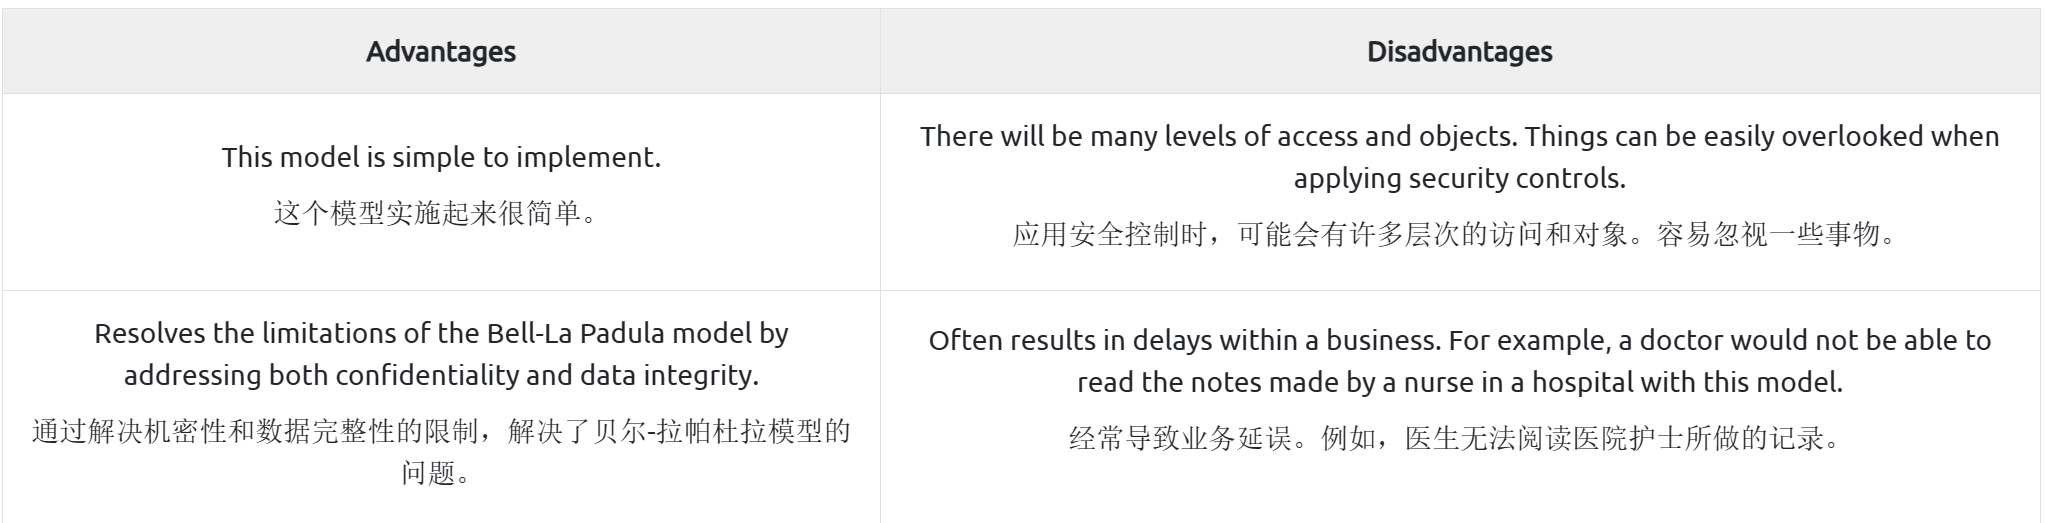 Advantages
Disadvantages
This model is simple to implement.
这个模型实施起来很简单。
There will be many levels of access and objects. Things can be easily overlooked when
applying security controls.
应用安全控制时，可能会有许多层次的访问和对象。容易忽视一些事物。
Resolves the limitations of the Bell-La Padula model by
addressing both confidentiality and data integrity.
通过解决机密性和数据完整性的限制，解决了贝尔-拉帕杜拉模型的
问题。
Often results in delays within a business. For example, a doctor would not be able to
read the notes made by a nurse in a hospital with this model.
经常导致业务延误。例如，医生无法阅读医院护士所做的记录。